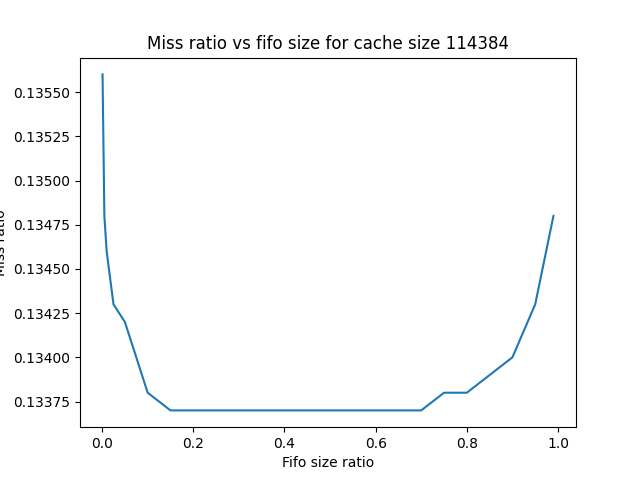 Miss ratio vs fifo size for cache size 114384
0.13550
0.13525
0.13500
0.13475
0.13450
0.13425
0.13400
0.13375
Miss ratio
0.0 0.2 0.4 0.6 0.8 1.0
Fifo size ratio